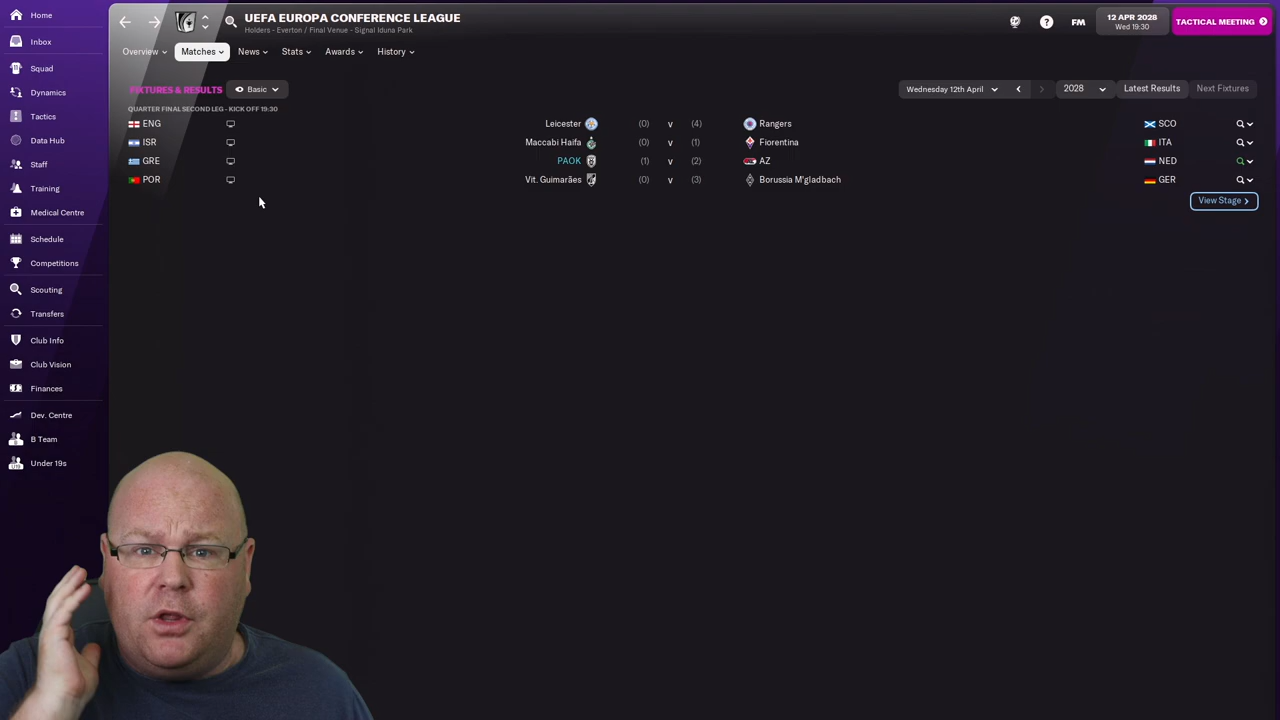 Home
Inbox
Squad
Dynamics
Tactics
Data Hub
Staff
Training
Medical Centre
Schedule
Competitions
Scouting
Transfers
Club Info
Club Vision
Finances
Dev. Centre
B Team
Under 19s
UEFA EUROPA CONFERENCE LEAGUE
Holders - Everton / Final Venue - Signal Iduna Park
FM
12 APR 2028
Wed 19:30
TACTICAL MEETING
Overview Matches News Stats Awards History
FIXTURES & RESULTS Basic Wednesday 12th April 2028 Latest Results Next Fixtures
QUARTER FINAL SECOND LEG - KICK OFF 19:30
ENG Leicester (0) v (4) Rangers SCO
ISR Maccabi Haifa (0) v (1) Fiorentina ITA
GRE PAOK (1) v (2) AZ NED
POR Vit. Guimarães (0) v (3) Borussia M'gladbach GER
View Stage